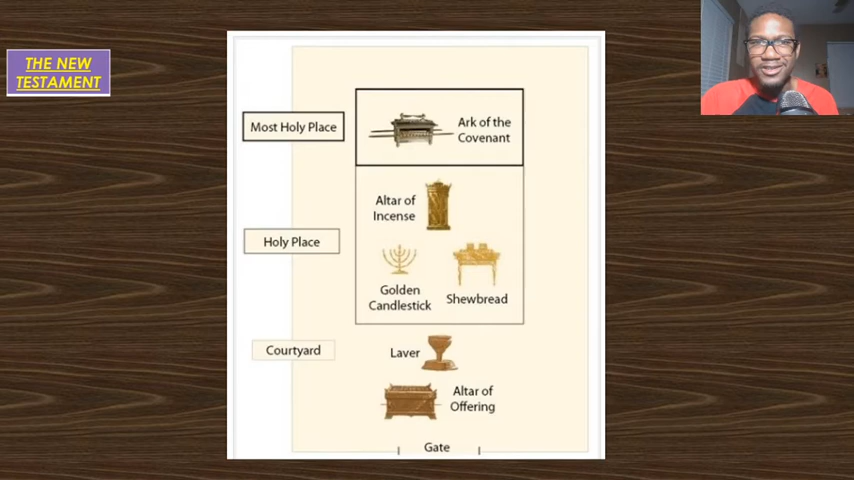 THE NEW
TESTAMENT
Most Holy Place
Ark of the
Covenant
Altar of
Incense
Holy Place
Golden
Candlestick
Shewbread
Courtyard
Laver
Altar of
Offering
Gate